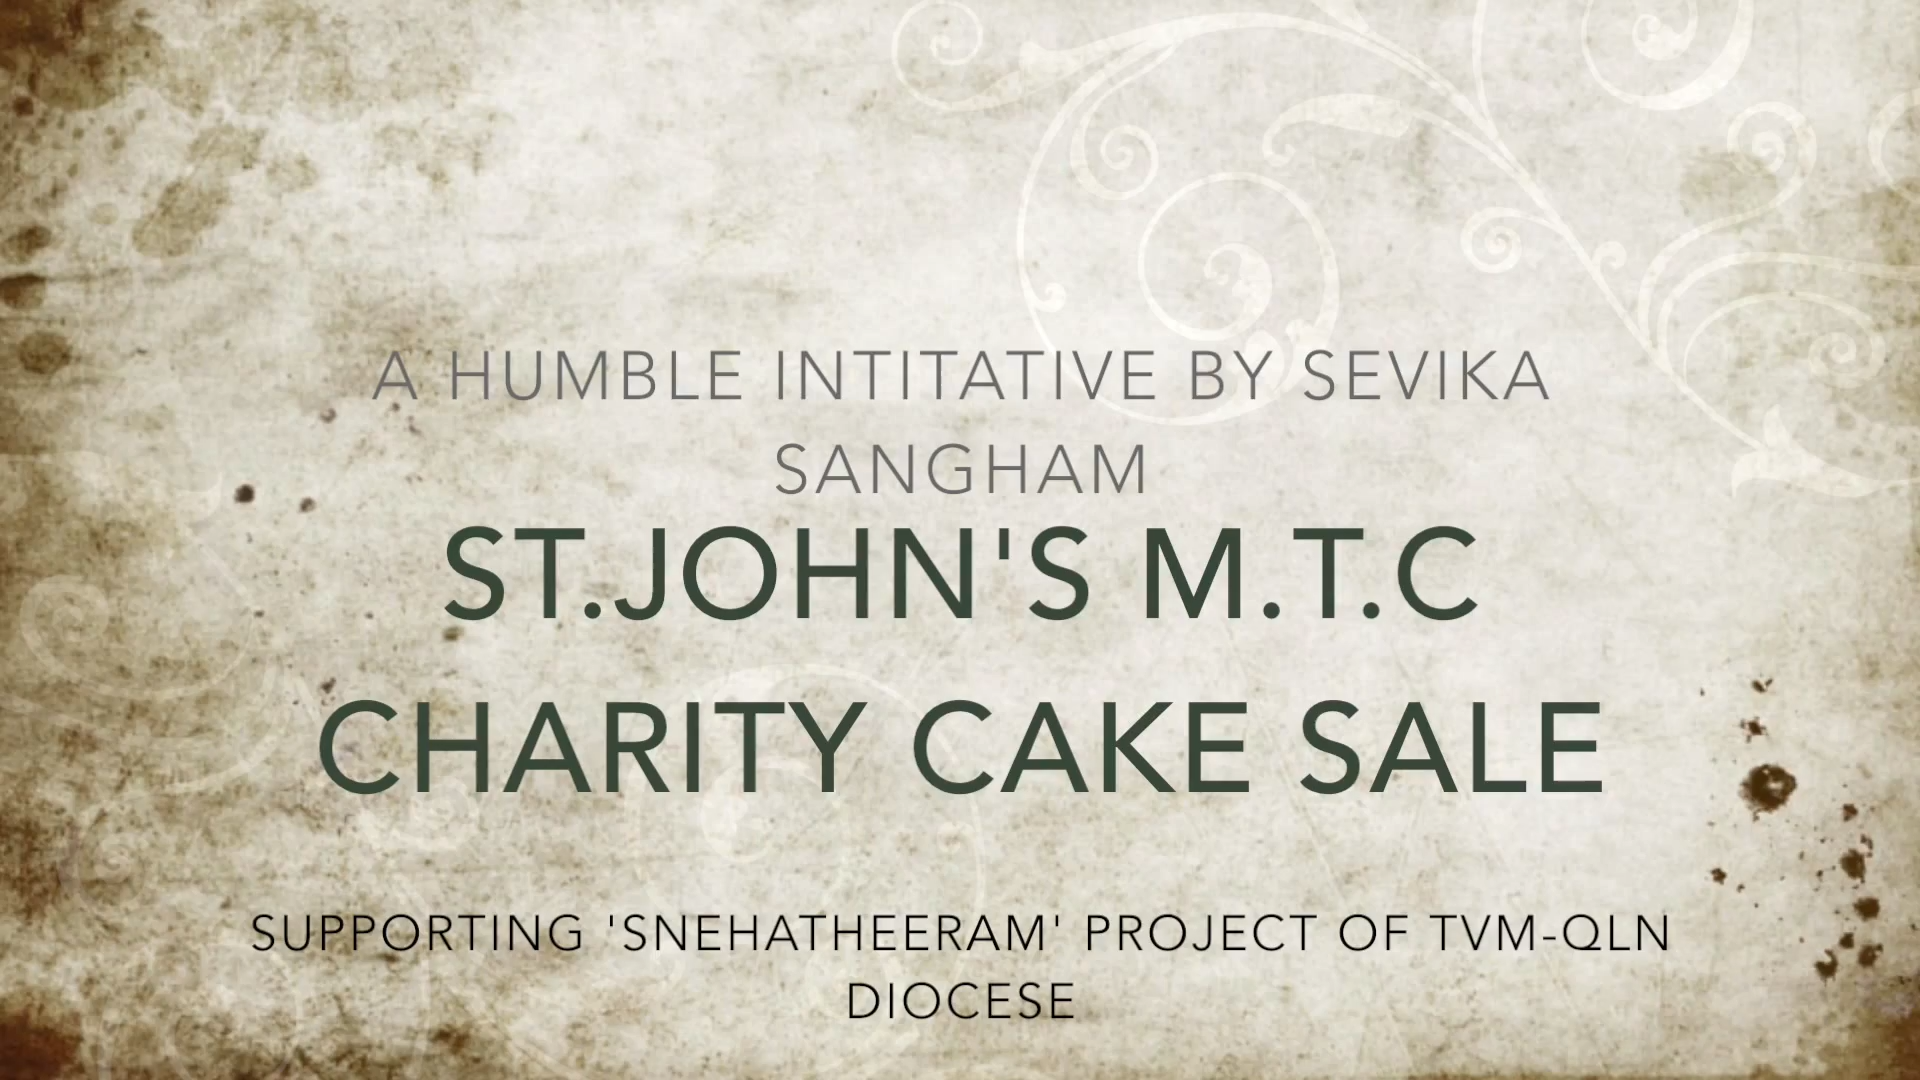 A HUMBLE INTITATIVE BY SEVIKA
SANGHAM
ST.JOHN'S M.T.C
CHARITY CAKE SALE
SUPPORTING 'SNEHATHEERAM' PROJECT OF TVM-QLN
DIOCESE